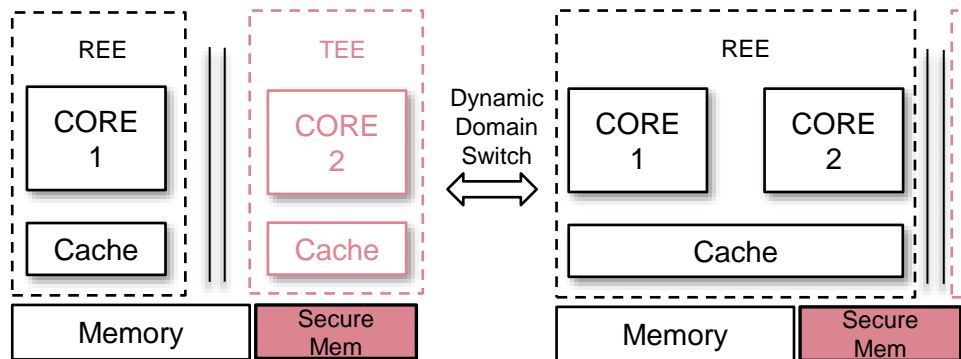 REE
TEE
CORE
1
CORE
2
Cache
Cache
Memory
Secure
Mem
Dynamic
Domain
Switch
REE
CORE
1
CORE
2
Cache
Memory
Secure
Mem